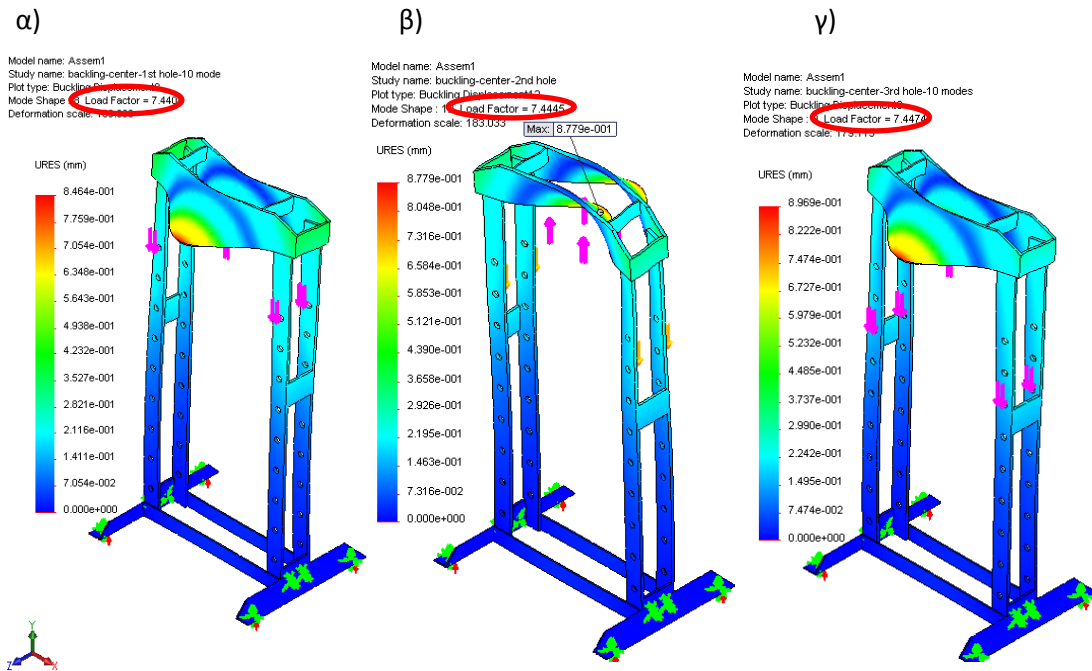 α)
Model name: Assem1
Study name: backling-center-1st hole-10 mode
Plot type: Buckling
Mode Shape : Load Factor = 7.440
Deformation scale:
URES (mm)
8.464e-001
7.759e-001
7.054e-001
6.348e-001
5.643e-001
4.938e-001
4.232e-001
3.527e-001
2.821e-001
2.116e-001
1.411e-001
7.054e-002
0.000e+000
β)
Model name: Assem1
Study name: buckling-center-2nd hole
Plot type: Buckling
Mode Shape : Load Factor = 7.4445
Deformation scale: 183.033
Max: 8.779e-001
URES (mm)
8.779e-001
8.048e-001
7.316e-001
6.584e-001
5.853e-001
5.121e-001
4.390e-001
3.658e-001
2.926e-001
2.195e-001
1.463e-001
7.316e-002
0.000e+000
γ)
Model name: Assem1
Study name: buckling-center-3rd hole-10 modes
Plot type: Buckling
Mode Shape : Load Factor = 7.4474
Deformation scale:
URES (mm)
8.969e-001
8.222e-001
7.474e-001
6.727e-001
5.979e-001
5.232e-001
4.485e-001
3.737e-001
2.990e-001
2.242e-001
1.495e-001
7.474e-002
0.000e+000
Y
Z
X